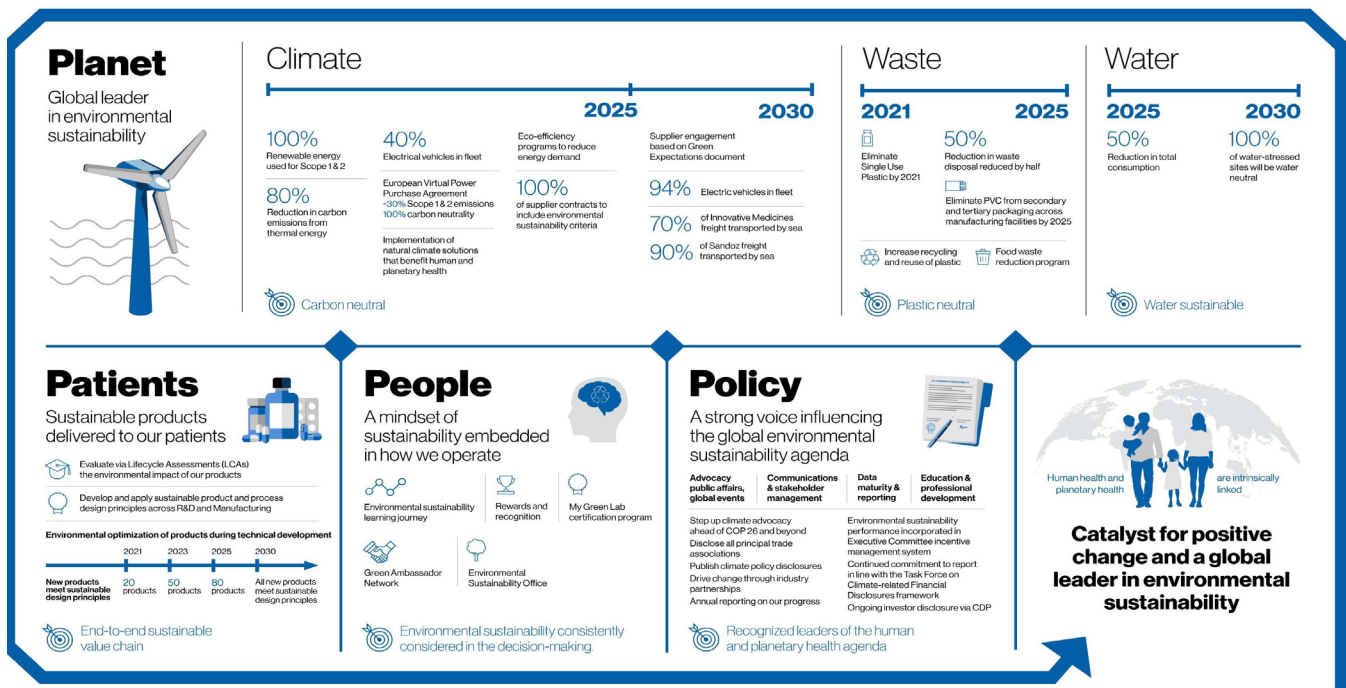 Planet
Global leader
in environmental
sustainability
Climate
2025
2030
100%
Renewable energy
used for Scope 1 & 2
80%
Reduction in carbon
emissions from
thermal energy
40%
Electrical vehicles in fleet
European Virtual Power
Purchase Agreement
-30% Scope 1 & 2 emissions
100% carbon neutrality
Implementation of
natural climate solutions
that benefit human and
planetary health
Eco-efficiency
programs to reduce
energy demand
100%
of supplier contracts to
include environmental
sustainability criteria
Supplier engagement
based on Green
Expectations document
94% Electric vehicles in fleet
70% of Innovative Medicines
freight transported by sea
90% of Sandoz freight
transported by sea
Carbon neutral
Waste
2021
2025
Eliminate
Single Use
Plastic by 2021
50%
Reduction in waste
disposal reduced by half
Eliminate PVC from secondary
and tertiary packaging across
manufacturing facilities by 2025
Increase recycling
and reuse of plastic
Food waste
reduction program
Plastic neutral
Water
2025
2030
50%
Reduction in total
consumption
100%
of water-stressed
sites will be water
neutral
Water sustainable
Patients
Sustainable products
delivered to our patients
Evaluate via Lifecycle Assessments (LCAs)
the environmental impact of our products
Develop and apply sustainable product and process
design principles across R&D and Manufacturing
Environmental optimization of products during technical development
2021 2023 2025 2030
New products
meet sustainable
design principles
20
products
50
products
80
products
All new products
meet sustainable
design principles
End-to-end sustainable
value chain
People
A mindset of
sustainability embedded
in how we operate
Environmental sustainability
learning journey
Rewards and
recognition
My Green Lab
certification program
Green Ambassador
Network
Environmental
Sustainability Office
Environmental sustainability consistently
considered in the decision-making.
Policy
A strong voice influencing
the global environmental
sustainability agenda
Advocacy
public affairs,
global events
Communications
& stakeholder
management
Data
maturity &
reporting
Education &
professional
development
Step up climate advocacy
ahead of COP 26 and beyond
Disclose all principal trade
associations
Publish climate policy disclosures
Drive change through industry
partnerships
Annual reporting on our progress
Environmental sustainability
performance incorporated in
Executive Committee incentive
management system
Continued commitment to report
in line with the Task Force on
Climate-related Financial
Disclosures framework
Ongoing investor disclosure via CDP
Recognized leaders of the human
and planetary health agenda
Human health and
planetary health
are intrinsically
linked
Catalyst for positive
change and a global
leader in environmental
sustainability